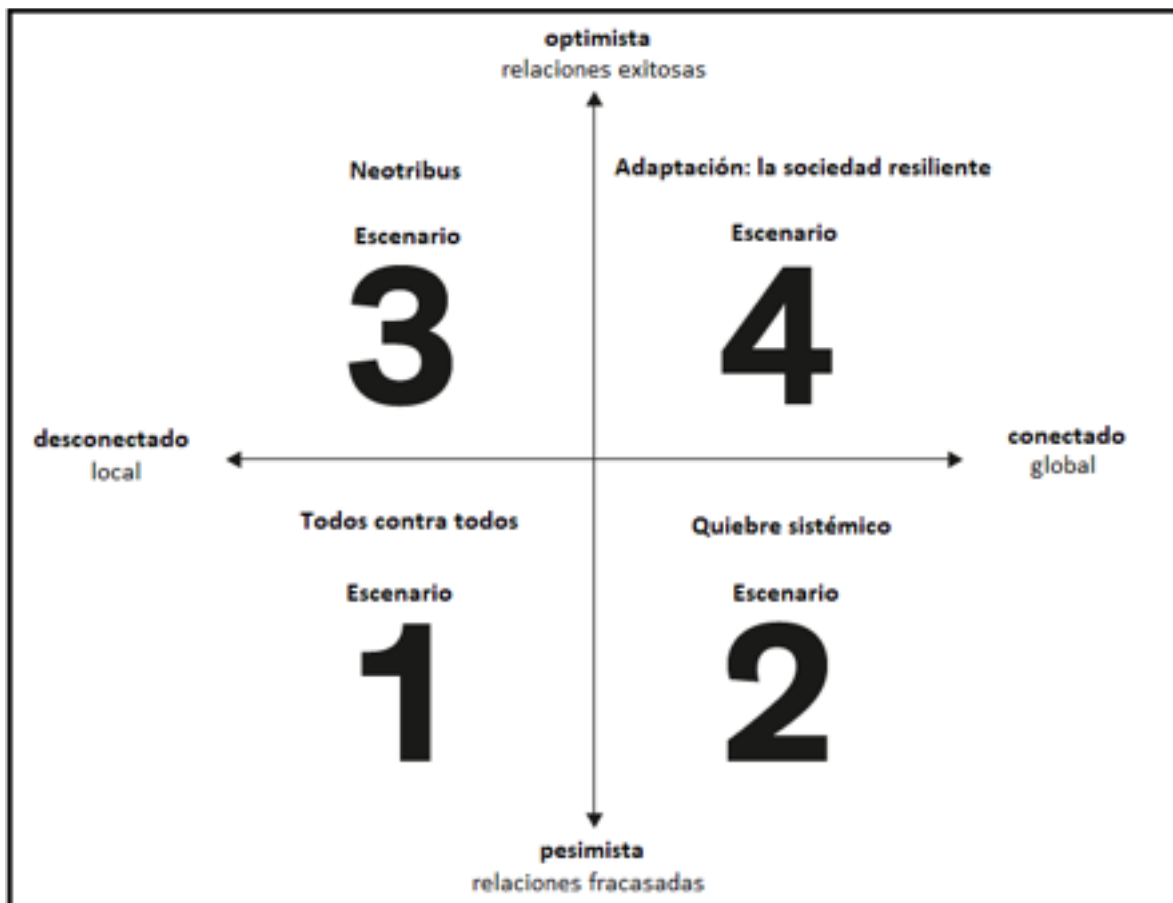 optimista
relaciones exitosas
Neotribus
Adaptación: la sociedad resiliente
Escenario
Escenario
3
4
desconectado
local
conectado
global
Todos contra todos
Quiebre sistémico
Escenario
Escenario
1
2
pesimista
relaciones fracasadas